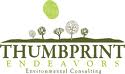 THUMBPRINT
ENDEAVORS
Environmental Consulting